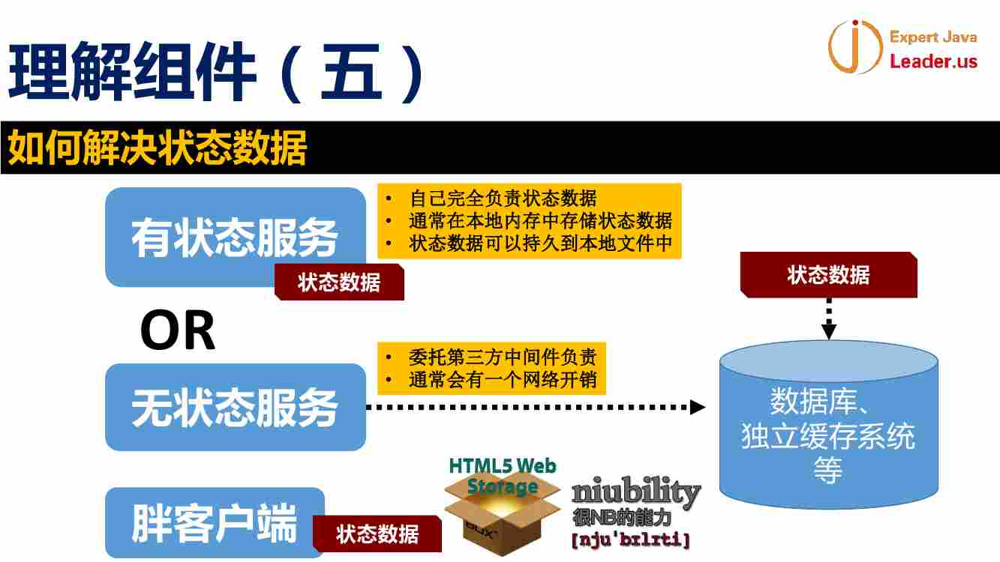 理解组件（五）
Expert Java
Leader.us
如何解决状态数据
有状态服务
• 自己完全负责状态数据
• 通常在本地内存中存储状态数据
• 状态数据可以持久到本地文件中
状态数据
状态数据
OR
无状态服务
• 委托第三方中间件负责
• 通常会有一个网络开销
数据库、
独立缓存系统
等
胖客户端
状态数据
HTML5 Web
Storage
BOX
niubility
很NB的能力
[nju'bɪlɪti]